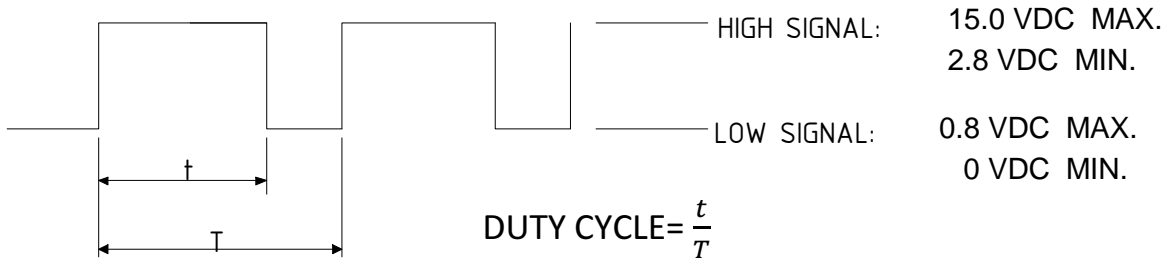 HIGH SIGNAL: 15.0 VDC MAX.
2.8 VDC MIN.
LOW SIGNAL: 0.8 VDC MAX.
0 VDC MIN.
t
T
DUTY CYCLE= t/T